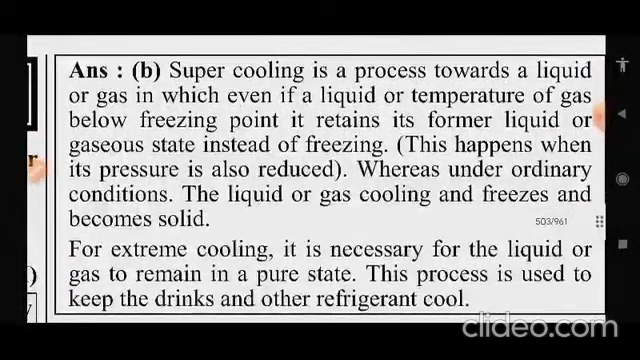 Ans : (b) Super cooling is a process towards a liquid
or gas in which even if a liquid or temperature of gas
below freezing point it retains its former liquid or
gaseous state instead of freezing. (This happens when
its pressure is also reduced). Whereas under ordinary
conditions. The liquid or gas cooling and freezes and
becomes solid.
503/961
For extreme cooling, it is necessary for the liquid or
gas to remain in a pure state. This process is used to
keep the drinks and other refrigerant cool.
clideo.com